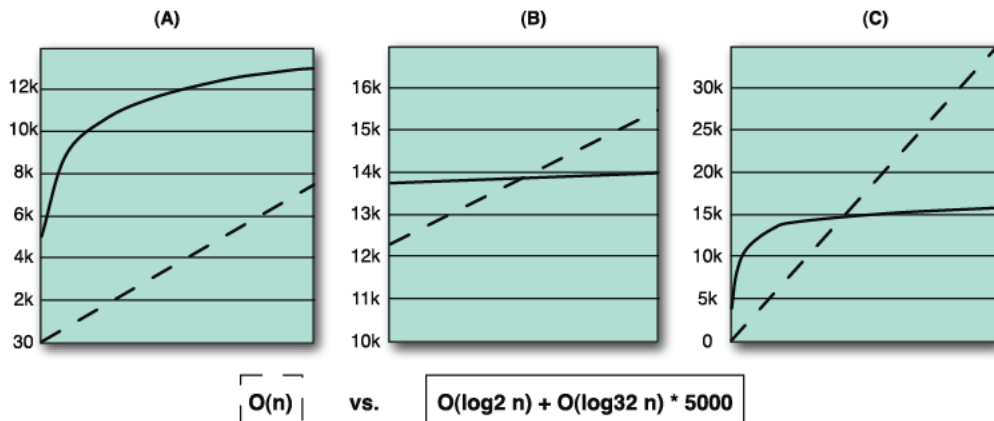 (A)
(B)
(C)
12k
10k
8k
6k
4k
2k
30
16k
15k
14k
13k
12k
11k
10k
30k
25k
20k
15k
10k
5k
0
O(n) vs. O(log2 n) + O(log32 n) * 5000